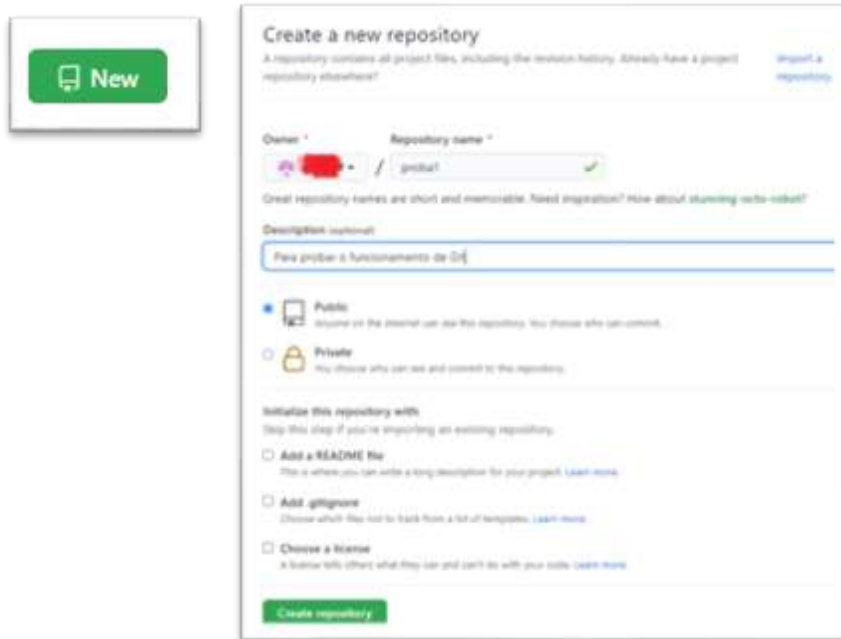 New
Create a new repository
A repository contains all project files, including the revision history. Already have a project
repository elsewhere?
Import a
repository.
Owner *
Repository name *
/
proba1
Great repository names are short and memorable. Need inspiration? How about stunning-octo-robot?
Description (optional)
Para probar o funcionamento de Git
Public
Anyone on the internet can see this repository. You choose who can commit.
Private
You choose who can see and commit to this repository.
Initialize this repository with
Skip this step if you're importing an existing repository.
Add a README file
This is where you can write a long description for your project. Learn more.
Add .gitignore
Choose which files not to track from a list of templates. Learn more.
Choose a license
A license tells others what they can and can't do with your code. Learn more.
Create repository